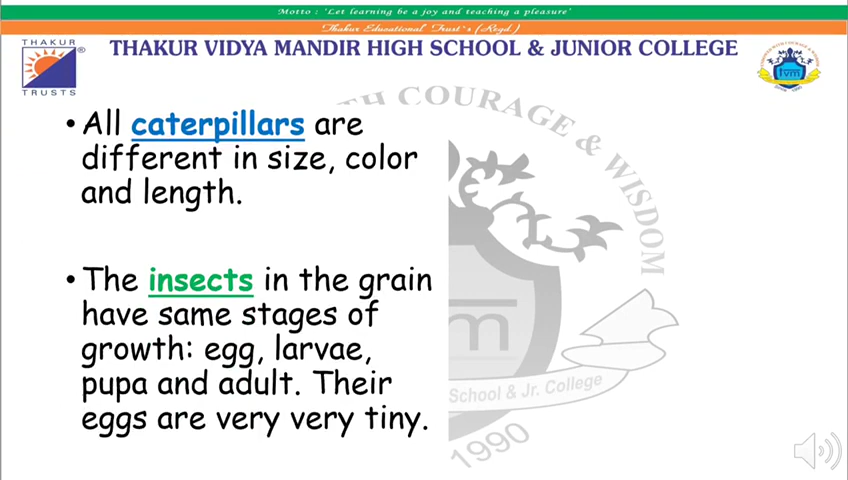 Motto : 'Let learning be a joy and teaching a pleasure'
Thakur Educational Trust's (Regd.)
THAKUR VIDYA MANDIR HIGH SCHOOL & JUNIOR COLLEGE
THAKUR
®
TRUSTS
tvm
• All caterpillars are
different in size, color
and length.
• The insects in the grain
have same stages of
growth: egg, larvae,
pupa and adult. Their
eggs are very very tiny.
TH COURAGE & WISDOM
m
School & Jr. College
1990